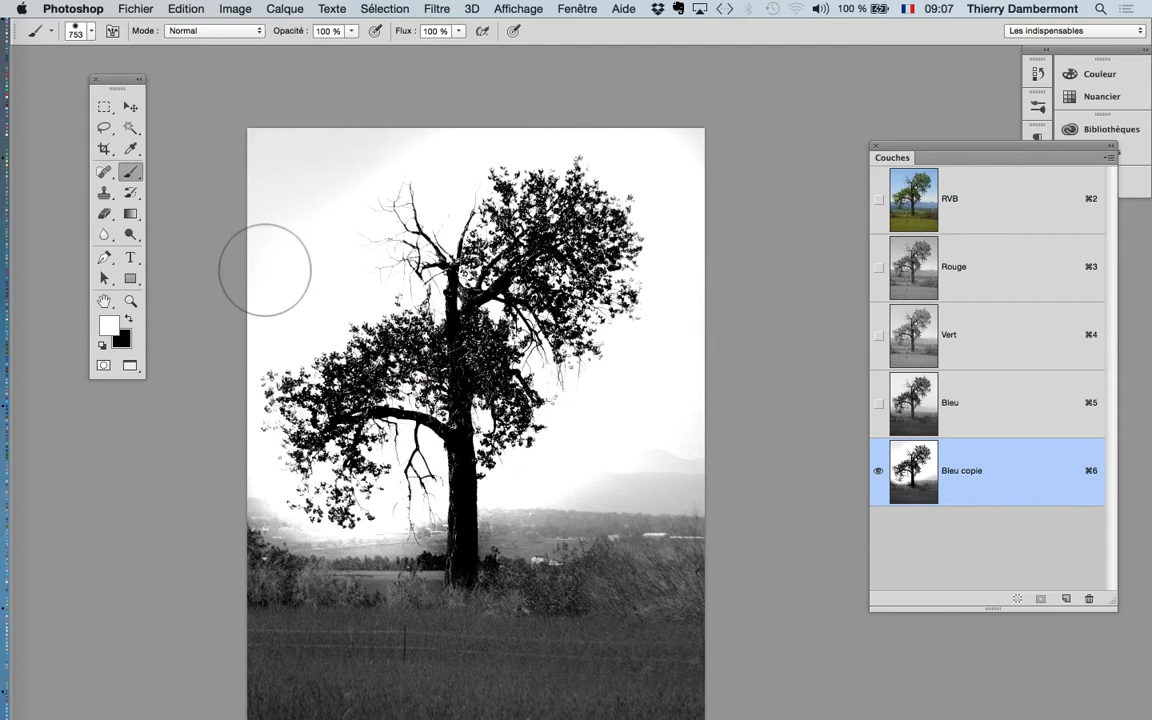 Photoshop Fichier Edition Image Calque Texte Sélection Filtre 3D Affichage Fenêtre Aide 100 % 09:07 Thierry Dambermont
753 Mode : Normal Opacité : 100 % Flux : 100 % Les indispensables
Couleur
Nuancier
Bibliothèques
Couches
RVB ⌘2
Rouge ⌘3
Vert ⌘4
Bleu ⌘5
Bleu copie ⌘6